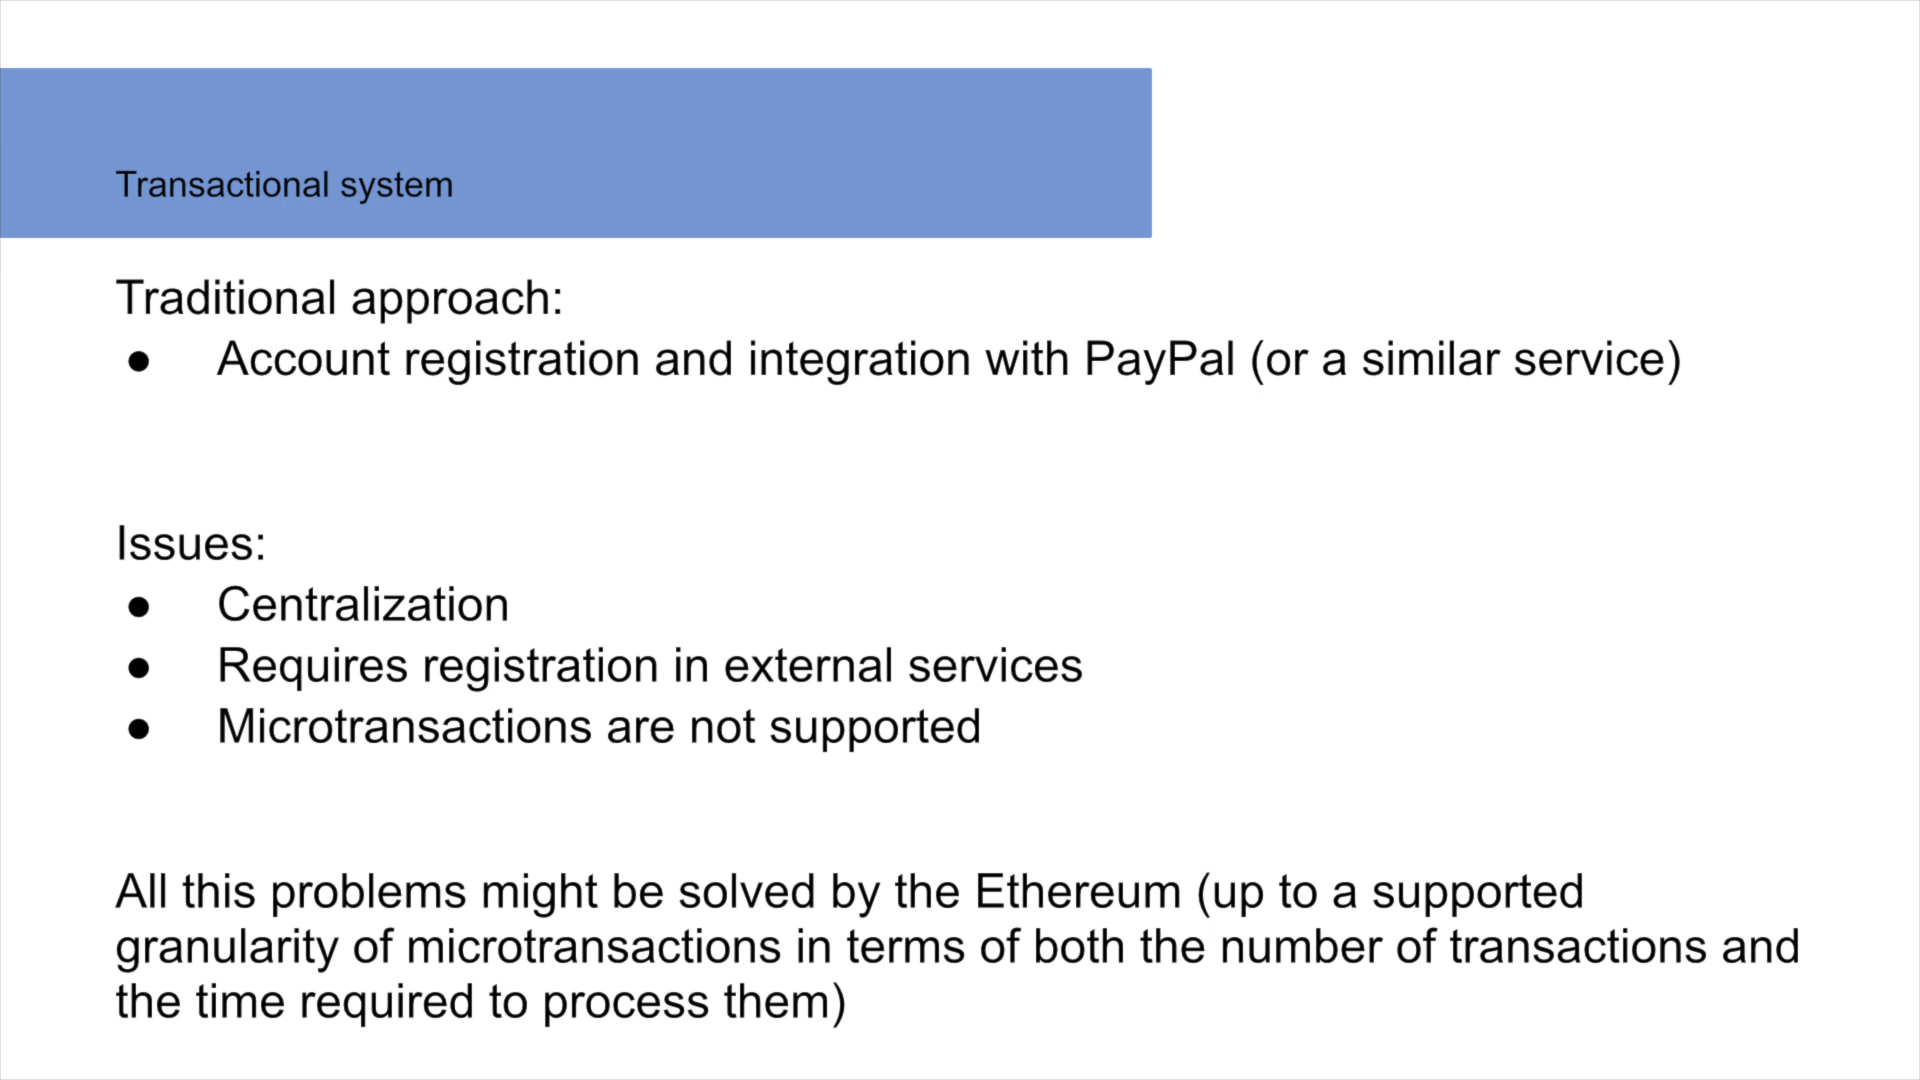 Transactional system
Traditional approach:
● Account registration and integration with PayPal (or a similar service)
Issues:
● Centralization
● Requires registration in external services
● Microtransactions are not supported
All this problems might be solved by the Ethereum (up to a supported
granularity of microtransactions in terms of both the number of transactions and
the time required to process them)